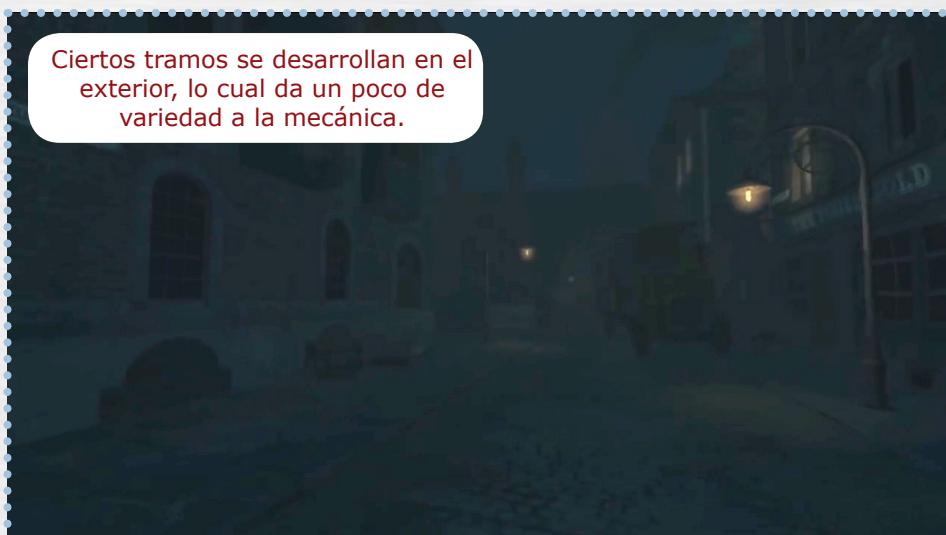 Ciertos tramos se desarrollan en el
exterior, lo cual da un poco de
variedad a la mecánica.